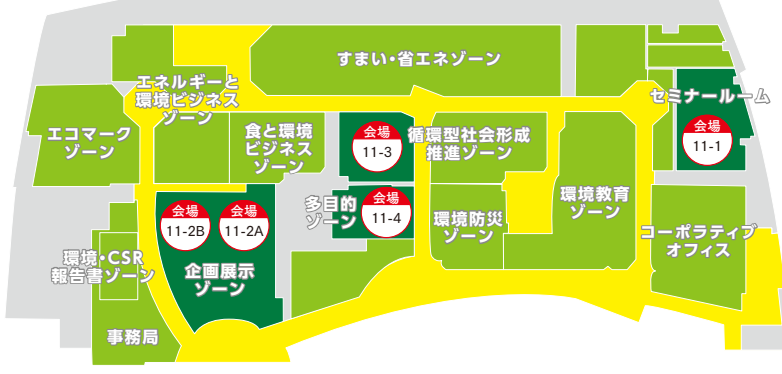 すまい・省エネゾーン
エネルギーと
環境ビジネス
ゾーン
セミナールーム
会場
11-1
エコマーク
ゾーン
食と環境
ビジネス
ゾーン
会場
11-3
循環型社会形成
推進ゾーン
多目的
ゾーン
会場
11-4
環境防災
ゾーン
環境教育
ゾーン
コーポラティブ
オフィス
会場
11-2B
会場
11-2A
企画展示
ゾーン
環境・CSR
報告書ゾーン
事務局